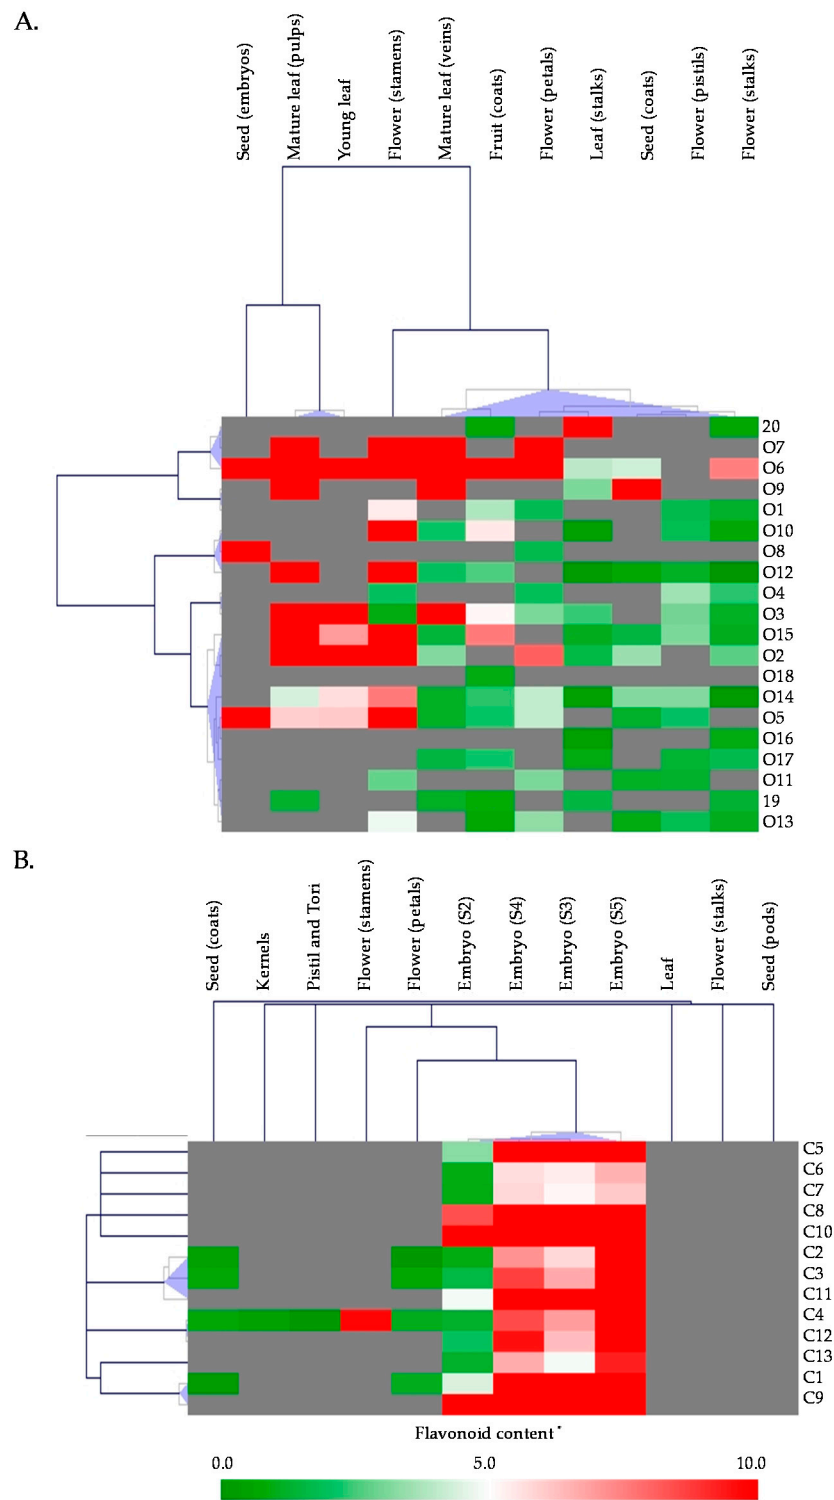 A.
Seed (embryos)
Mature leaf (pulps)
Young leaf
Flower (stamens)
Mature leaf (veins)
Fruit (coats)
Flower (petals)
Leaf (stalks)
Seed (coats)
Flower (pistils)
Flower (stalks)
20
O7
O6
O9
O1
O10
O8
O12
O4
O3
O15
O2
O18
O14
O5
O16
O17
O11
19
O13
B.
Seed (coats)
Kernels
Pistil and Tori
Flower (stamens)
Flower (petals)
Embryo (S2)
Embryo (S4)
Embryo (S3)
Embryo (S5)
Leaf
Flower (stalks)
Seed (pods)
C5
C6
C7
C8
C10
C2
C3
C11
C4
C12
C13
C1
C9
Flavonoid content *
0.0 5.0 10.0